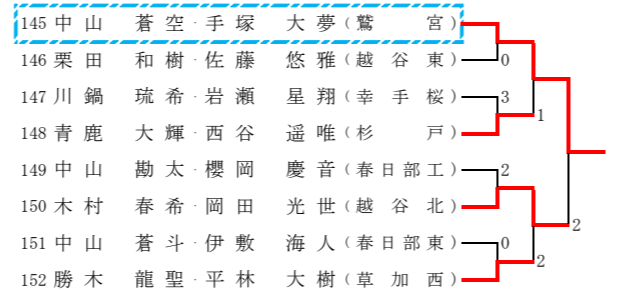 145 中山 蒼空·手塚 大夢(鷲宮)
146 栗田 和樹·佐藤 悠雅(越谷東) 0
147 川鍋 琉希·岩瀬 星翔(幸手桜) 3
1
148 青鹿 大輝·西谷 遥唯(杉戸)
149 中山 勘太·櫻岡 慶音(春日部工) 2
150 木村 春希·岡田 光世(越谷北)
2
151 中山 蒼斗·伊敷 海人(春日部東) 0
2
152 勝木 龍聖·平林 大樹(草加西)